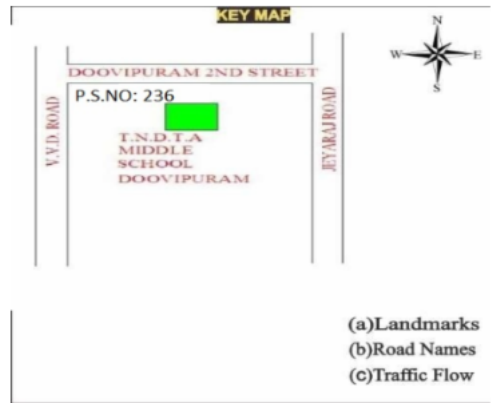 KEY MAP
N
W
E
S
DOOVIPURAM 2ND STREET
P.S.NO: 236
V.V.D. ROAD
JEYARAJ ROAD
T.N.D.T.A
MIDDLE
SCHOOL
DOOVIPURAM
(a)Landmarks
(b)Road Names
(c)Traffic Flow